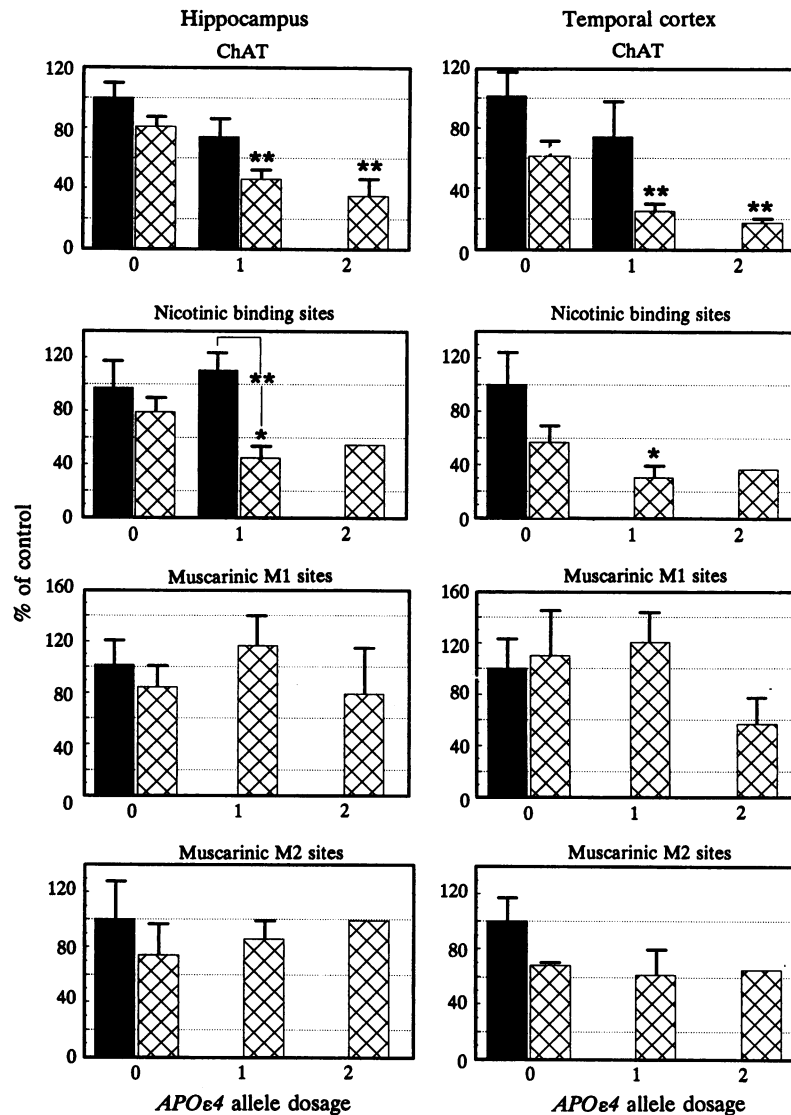 Hippocampus
Temporal cortex
ChAT
ChAT
120
80
40
0
** **
0 1 2
120
80
40
0
** **
0 1 2
Nicotinic binding sites
Nicotinic binding sites
120
80
40
0
**
*
0 1 2
120
80
40
0
*
0 1 2
% of control
Muscarinic M1 sites
Muscarinic M1 sites
160
120
80
40
0
0 1 2
160
120
80
40
0
0 1 2
Muscarinic M2 sites
Muscarinic M2 sites
120
80
40
0
0 1 2
120
80
40
0
0 1 2
APOε4 allele dosage
APOε4 allele dosage